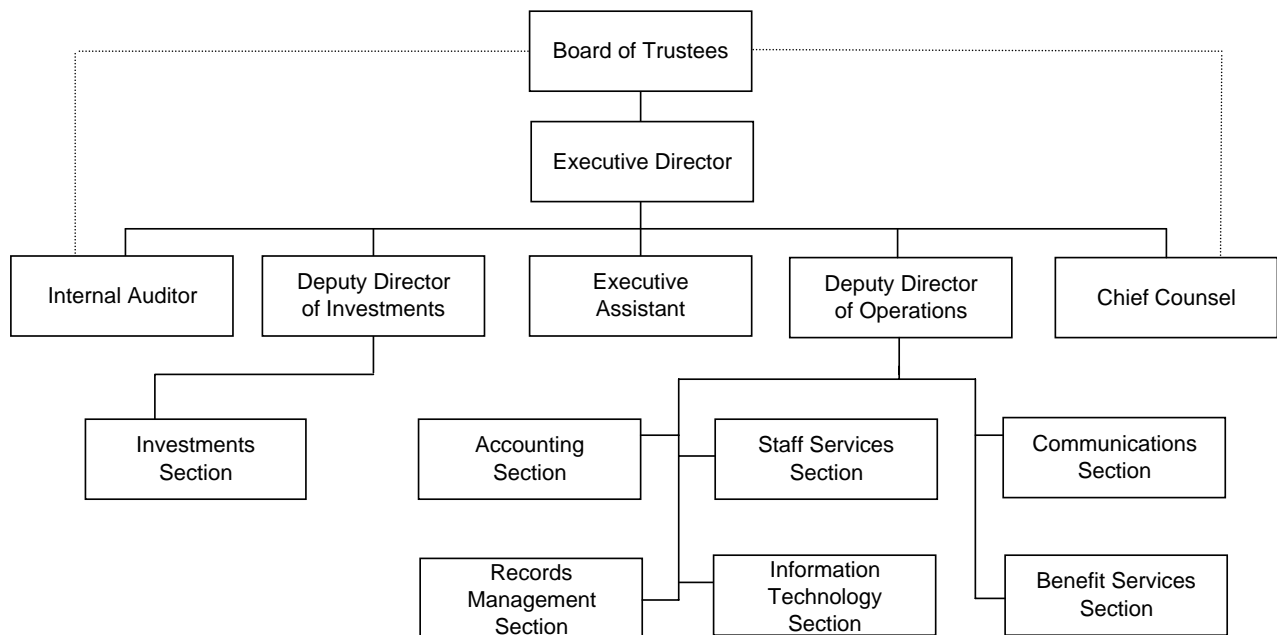 Board of Trustees
Executive Director
Internal Auditor
Deputy Director
of Investments
Executive
Assistant
Deputy Director
of Operations
Chief Counsel
Investments
Section
Accounting
Section
Staff Services
Section
Communications
Section
Records
Management
Section
Information
Technology
Section
Benefit Services
Section